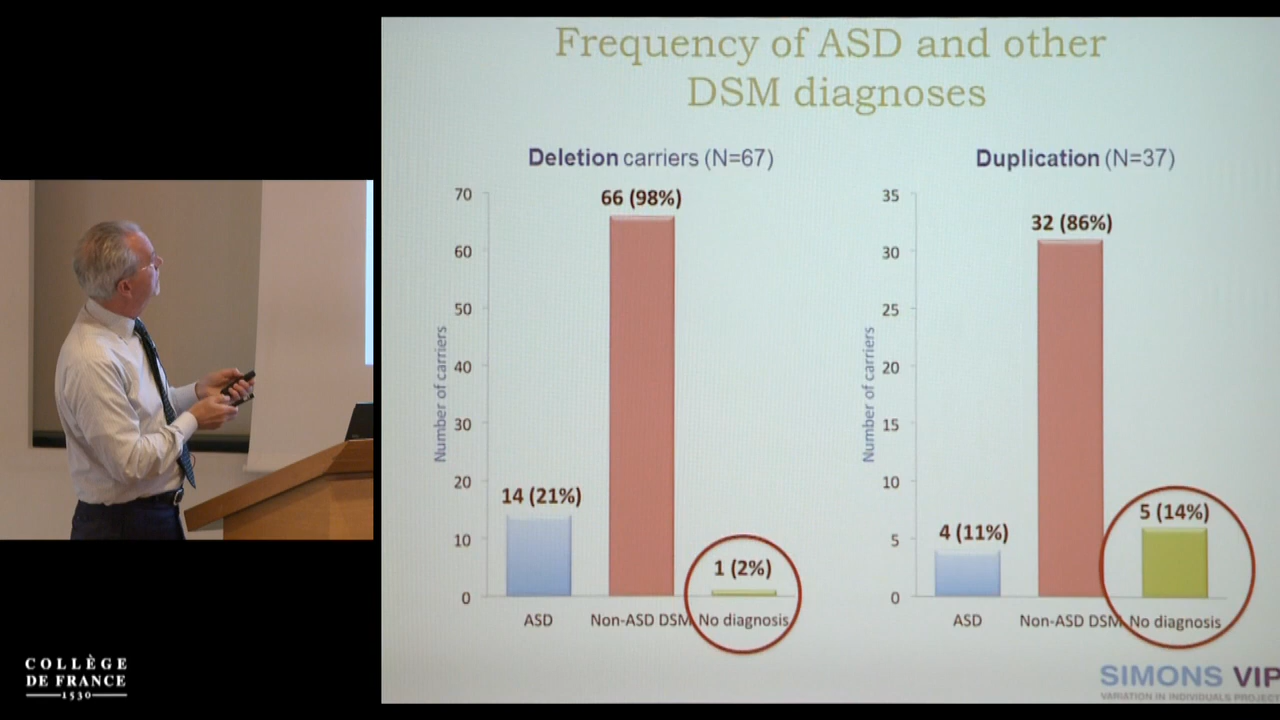 Frequency of ASD and other
DSM diagnoses
Deletion carriers (N=67)
70
60
50
40
30
20
10
0
Number of carriers
66 (98%)
14 (21%)
1 (2%)
ASD
Non-ASD DSM
No diagnosis
Duplication (N=37)
35
30
25
20
15
10
5
0
Number of carriers
32 (86%)
4 (11%)
5 (14%)
ASD
Non-ASD DSM
No diagnosis
SIMONS VIP
VARIATION IN INDIVIDUALS PROJECT
COLLÈGE
DE FRANCE
1530